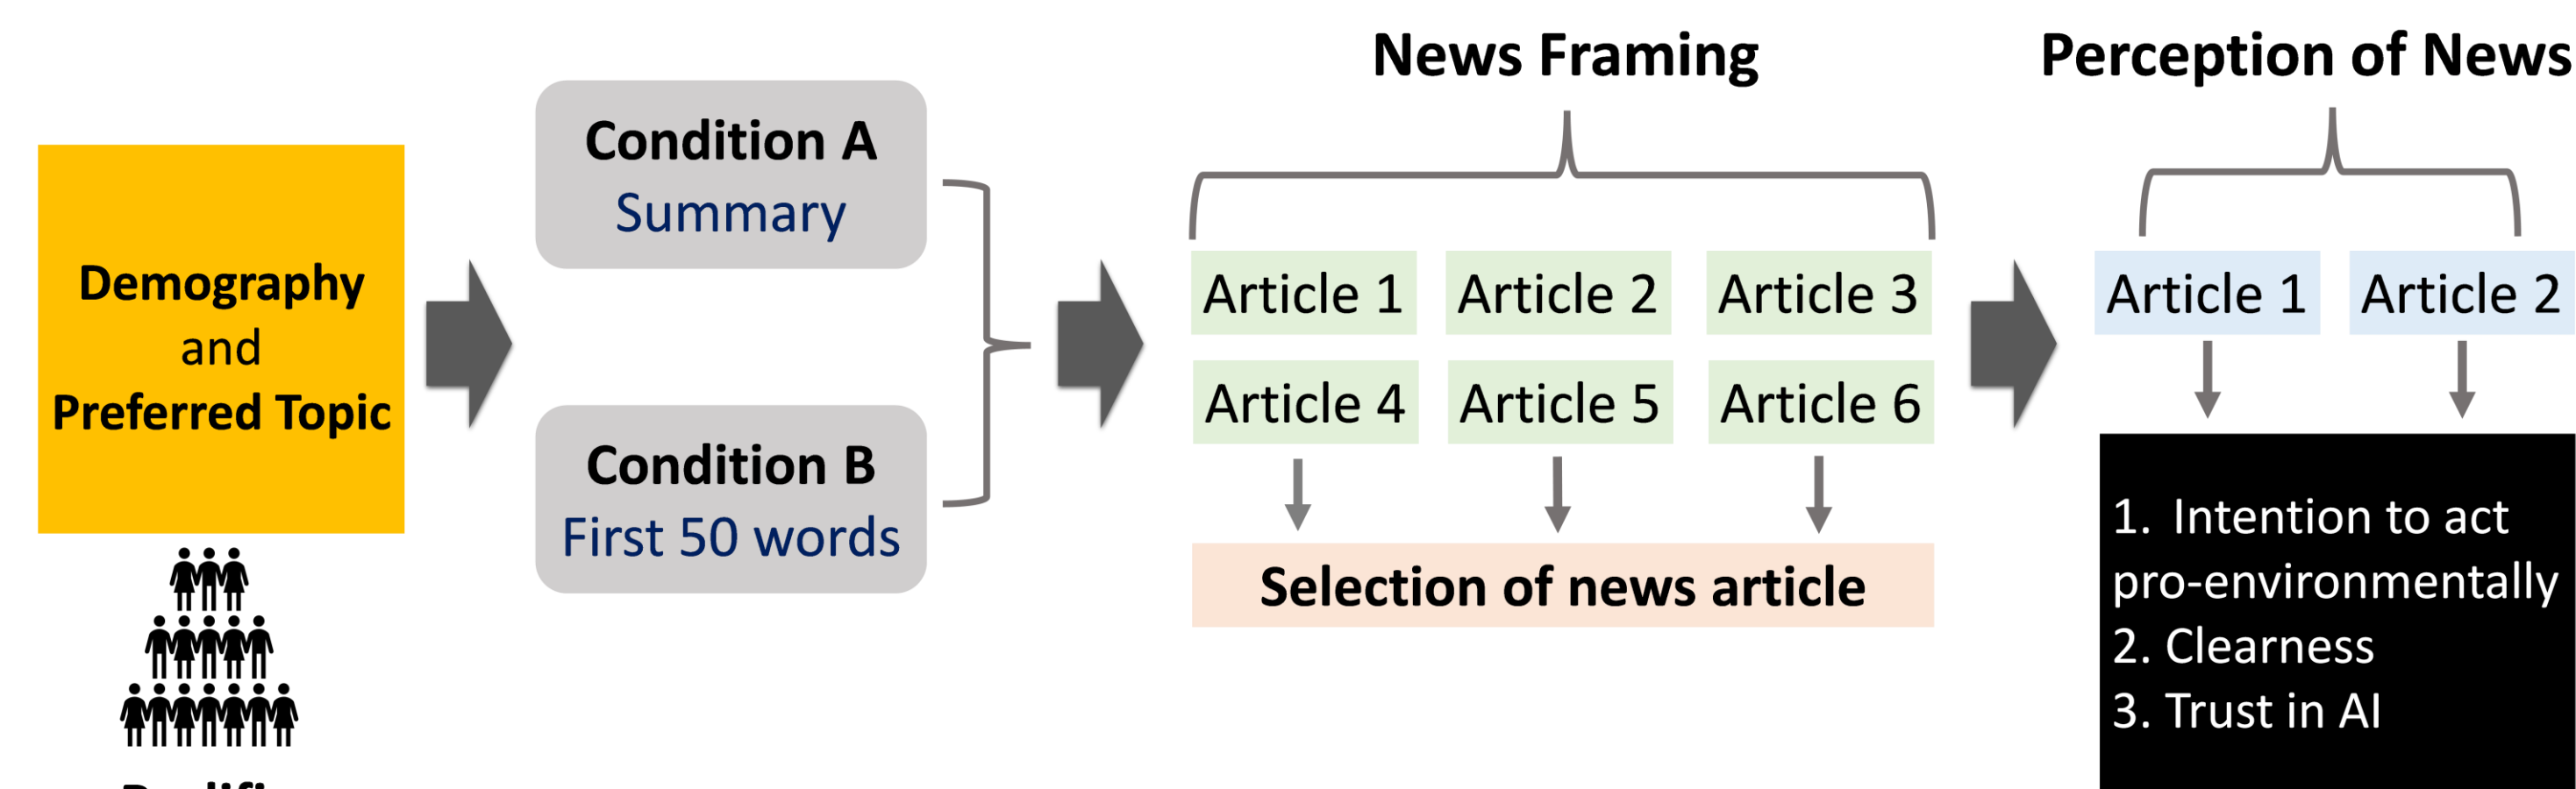 Demography
and
Preferred Topic
Condition A
Summary
Condition B
First 50 words
News Framing
Article 1 Article 2 Article 3
Article 4 Article 5 Article 6
Selection of news article
Perception of News
Article 1 Article 2
1. Intention to act
pro-environmentally
2. Clearness
3. Trust in AI